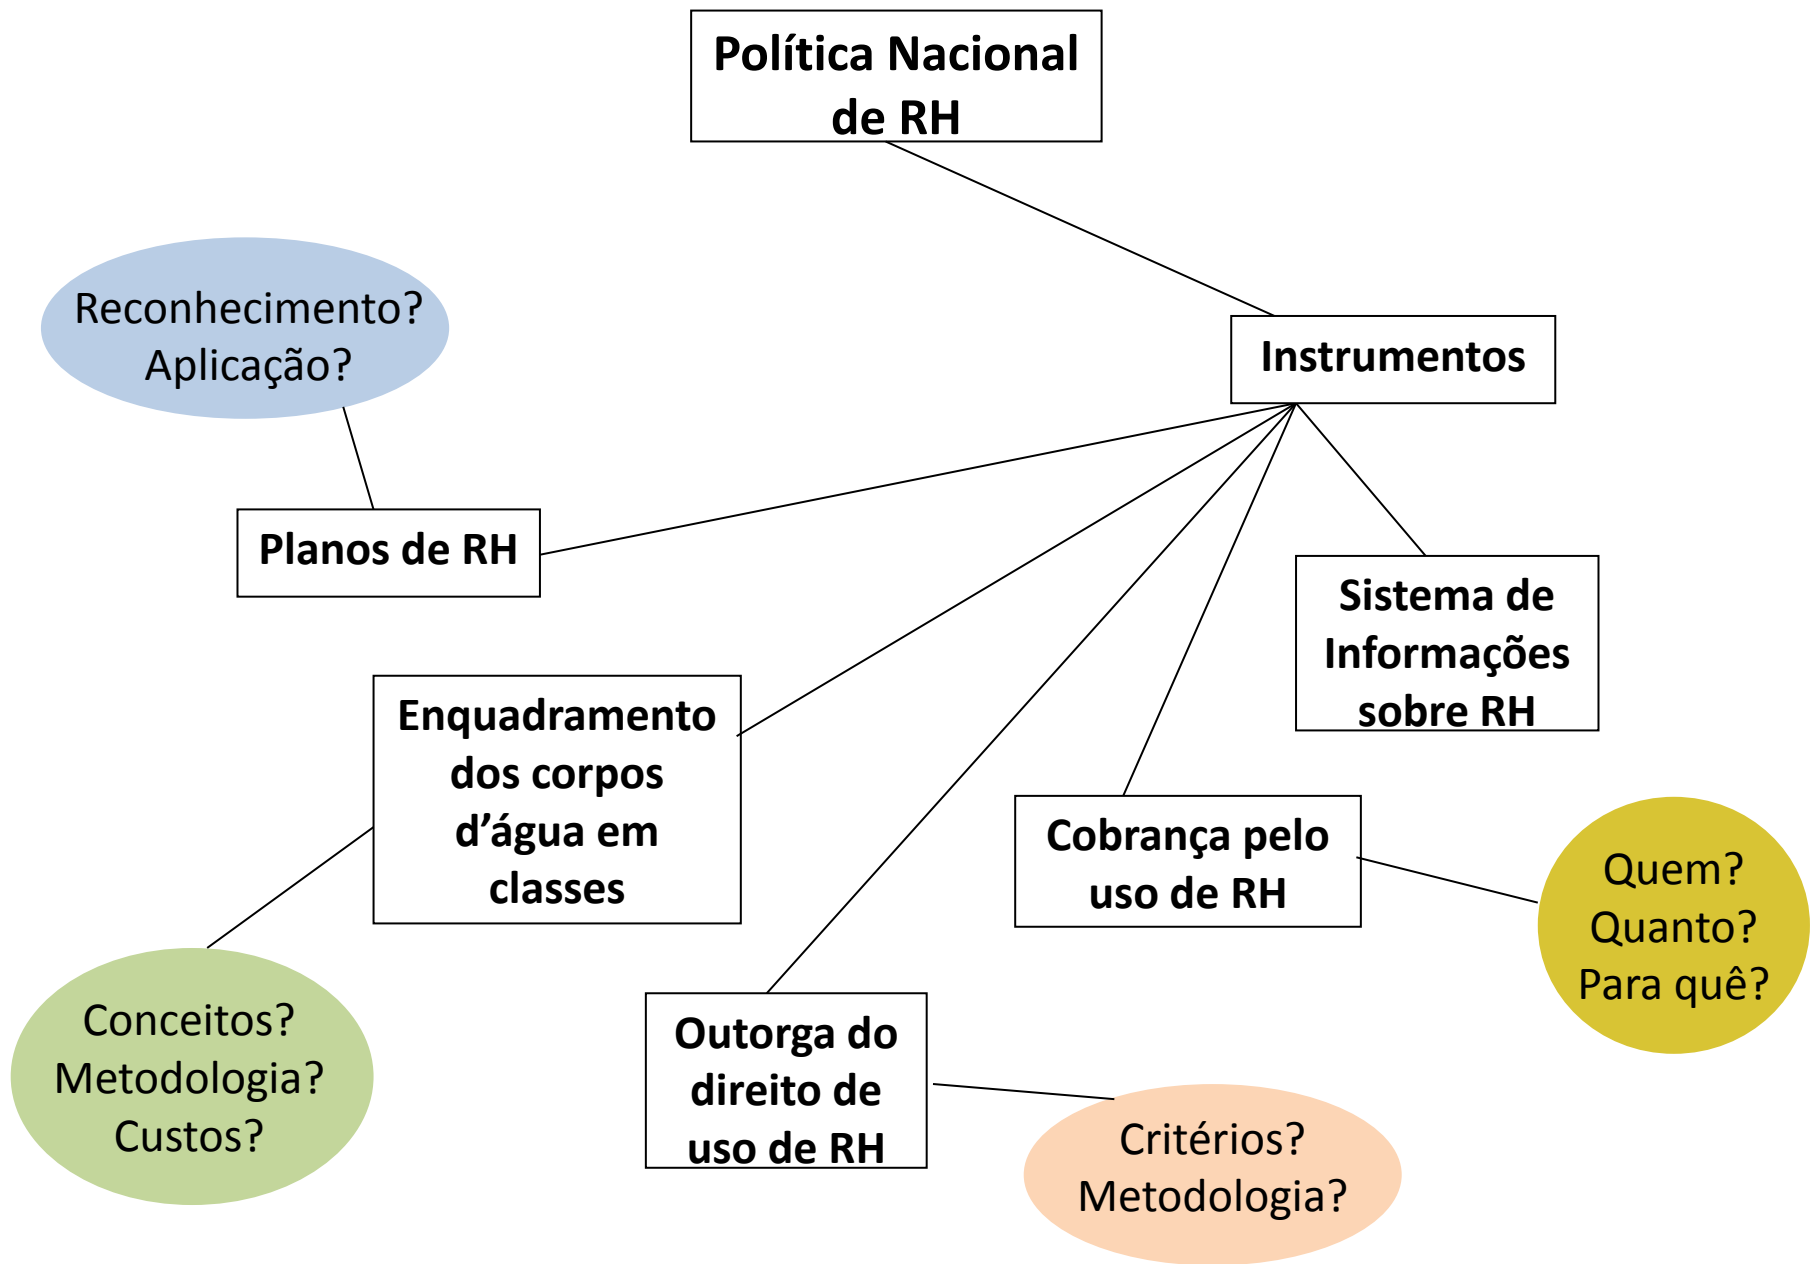 Política Nacional
de RH
Reconhecimento?
Aplicação?
Instrumentos
Planos de RH
Sistema de
Informações
sobre RH
Enquadramento
dos corpos
d’água em
classes
Cobrança pelo
uso de RH
Quem?
Quanto?
Para quê?
Conceitos?
Metodologia?
Custos?
Outorga do
direito de
uso de RH
Critérios?
Metodologia?